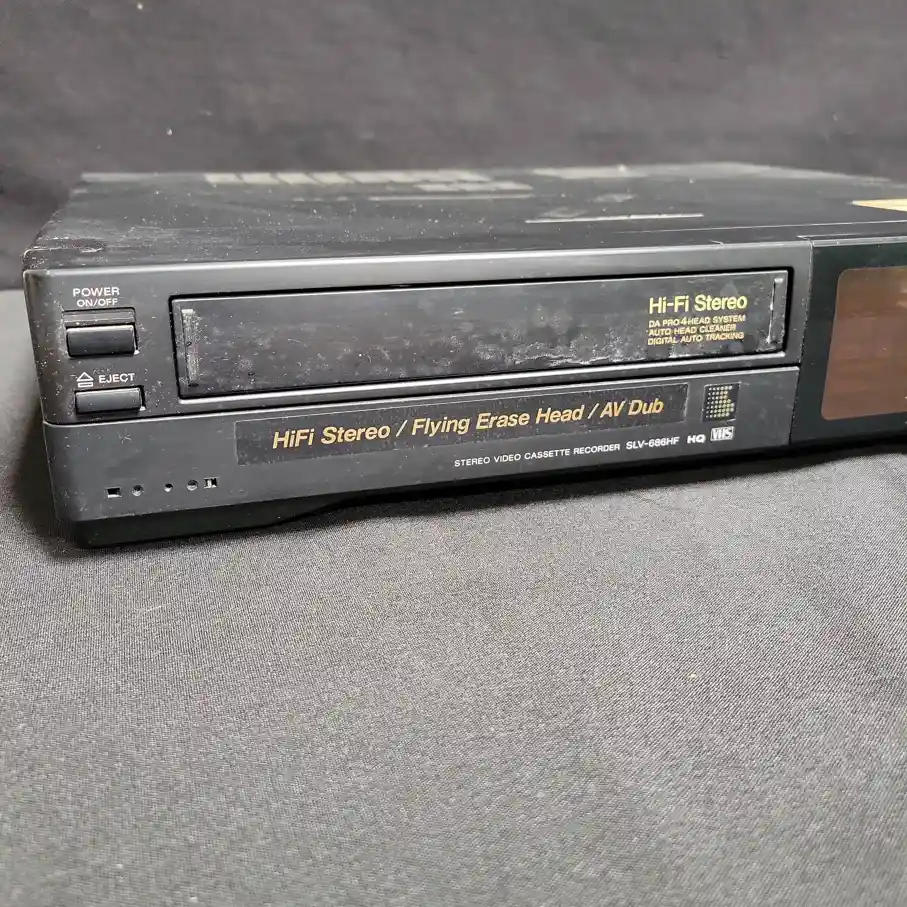 POWER
ON/OFF
EJECT
Hi-Fi Stereo
DA PRO 4 HEAD SYSTEM
AUTO HEAD CLEANER
DIGITAL AUTO TRACKING
HiFi Stereo / Flying Erase Head / AV Dub
STEREO VIDEO CASSETTE RECORDER SLV-686HF HQ VHS